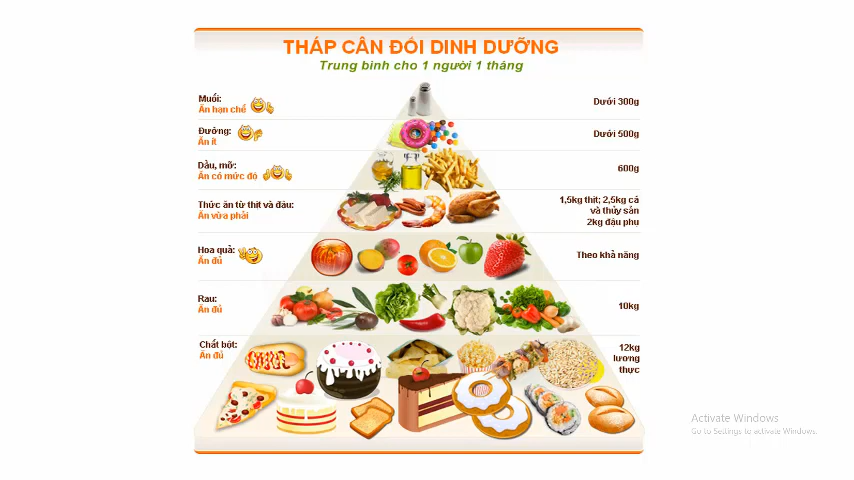 THÁP CÂN ĐỐI DINH DƯỠNG
Trung bình cho 1 người 1 tháng
Muối:
Ăn hạn chế
Dưới 300g
Đường:
Ăn ít
Dưới 500g
Dầu, mỡ:
Ăn có mức độ
600g
Thức ăn từ thịt và đậu:
Ăn vừa phải
1,5kg thịt; 2,5kg cá
và thủy sản
2kg đậu phụ
Hoa quả:
Ăn đủ
Theo khả năng
Rau:
Ăn đủ
10kg
Chất bột:
Ăn đủ
12kg
lương
thực
Activate Windows
Go to Settings to activate Windows.